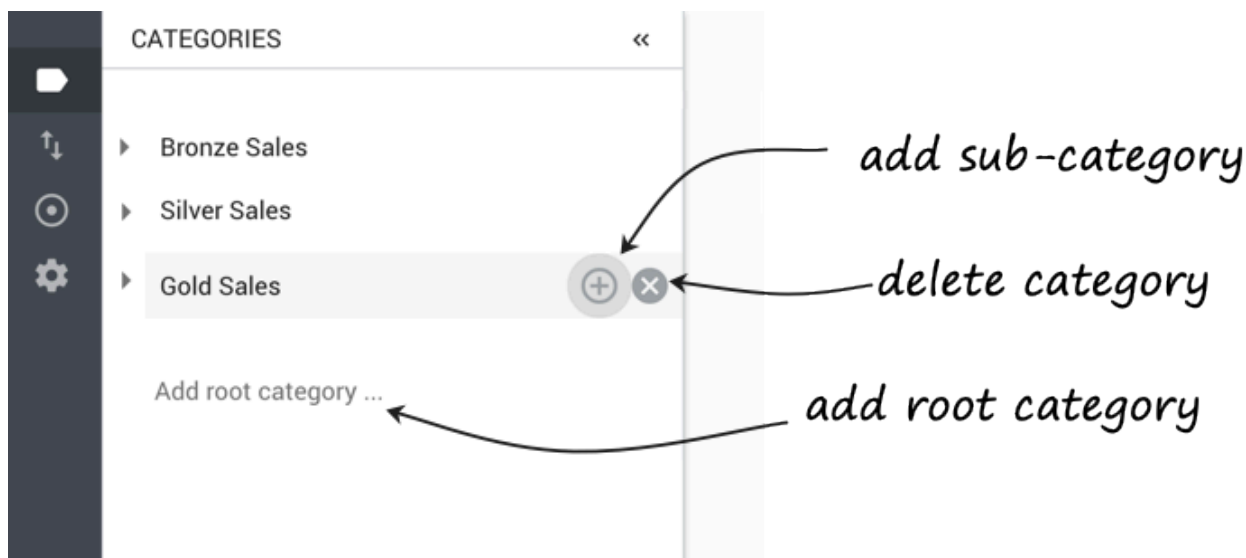 CATEGORIES
Bronze Sales
Silver Sales
Gold Sales
Add root category ...
add sub-category
delete category
add root category